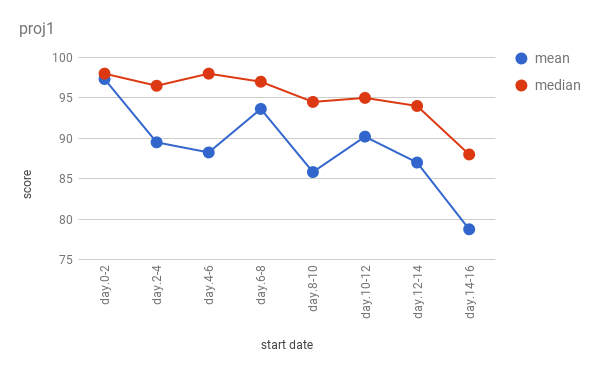 proj1
mean
median
100
95
90
85
80
75
score
day.0-2
day.2-4
day.4-6
day.6-8
day.8-10
day.10-12
day.12-14
day.14-16
start date